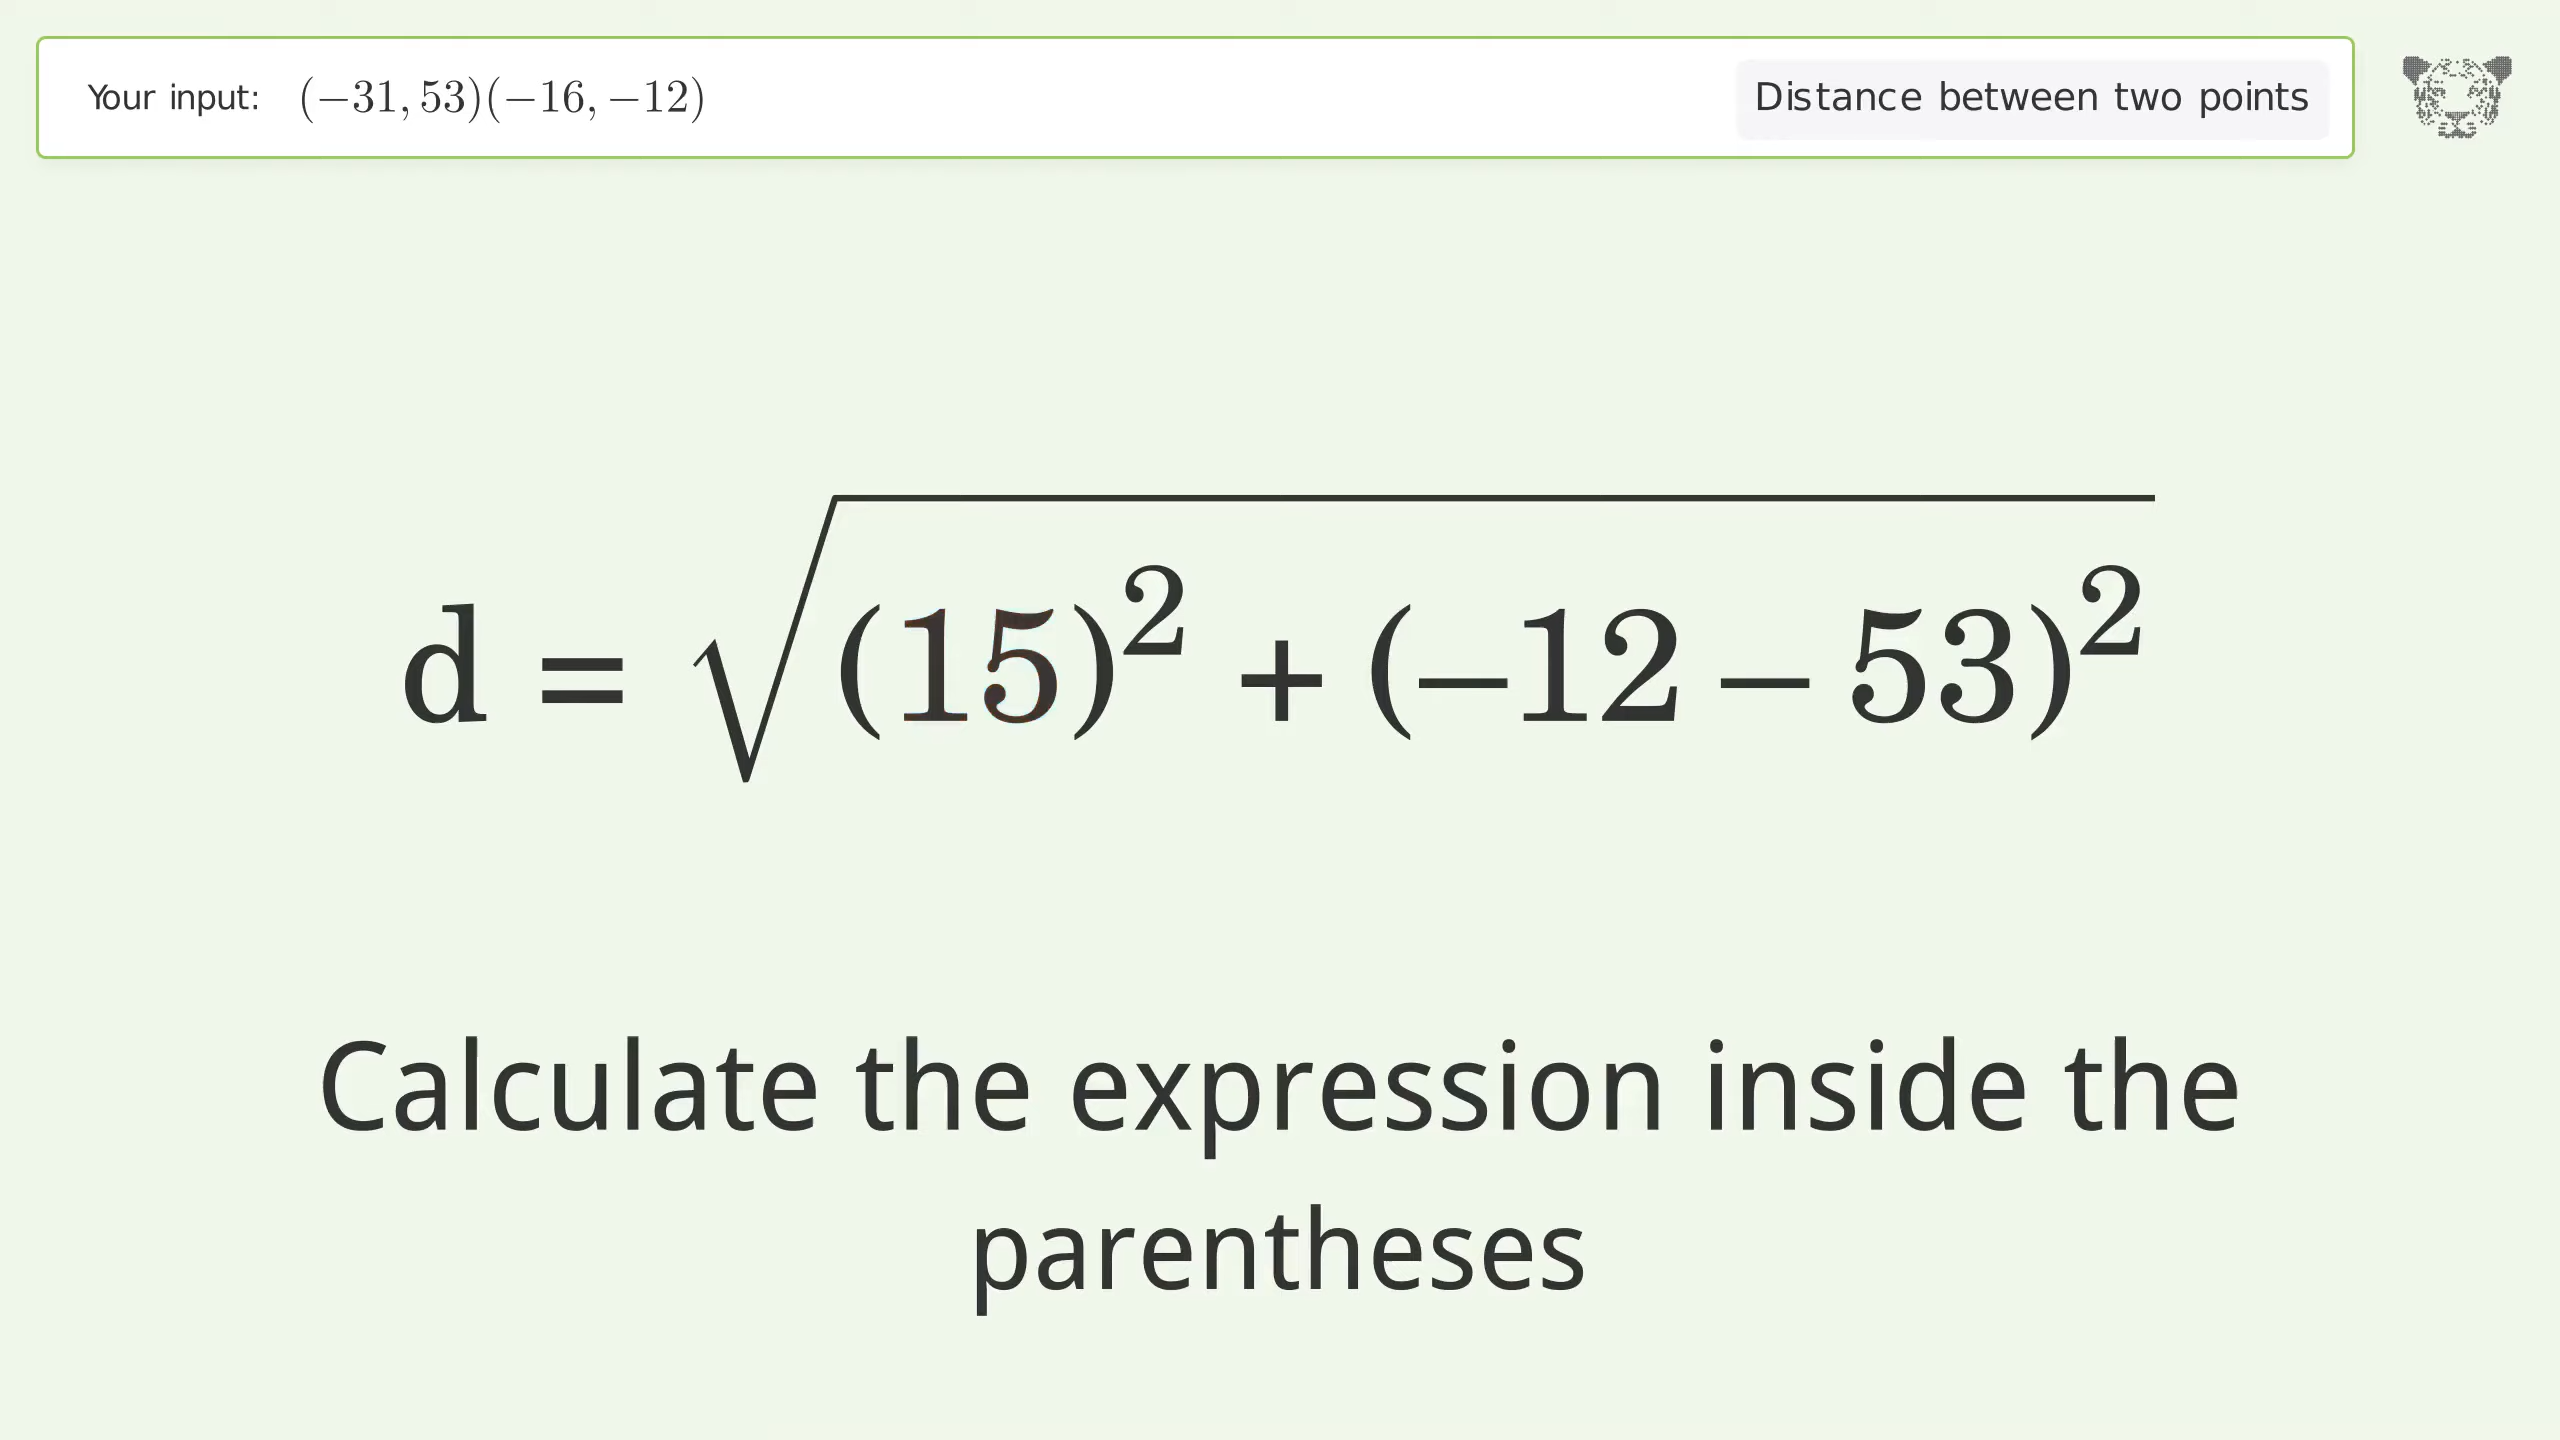 Your input: (−31, 53)(−16, −12)
Distance between two points
d = √(15)² + (−12 − 53)²
Calculate the expression inside the
parentheses